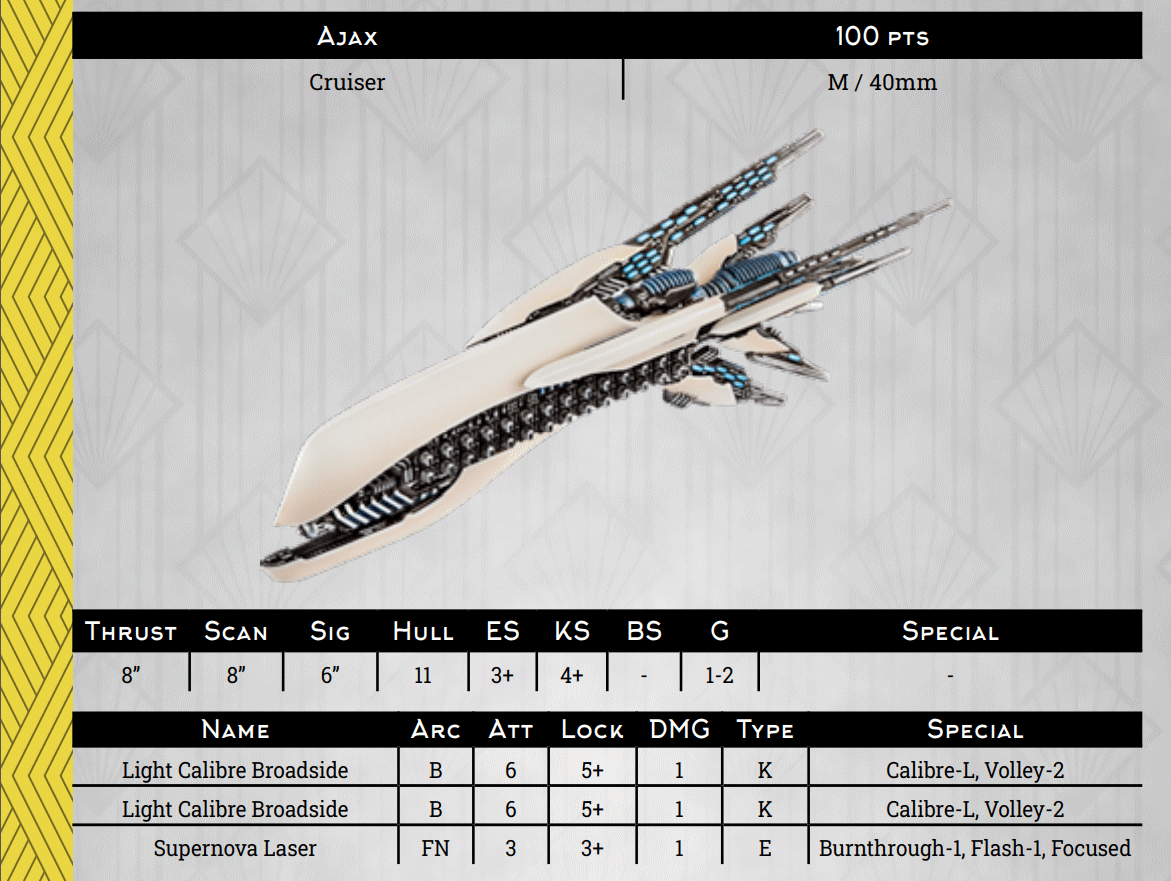 Ajax 100 pts
Cruiser M / 40mm
Thrust Scan Sig Hull ES KS BS G Special
8” 8” 6” 11 3+ 4+ - 1-2 -
Name Arc Att Lock DMG Type Special
Light Calibre Broadside B 6 5+ 1 K Calibre-L, Volley-2
Light Calibre Broadside B 6 5+ 1 K Calibre-L, Volley-2
Supernova Laser FN 3 3+ 1 E Burnthrough-1, Flash-1, Focused